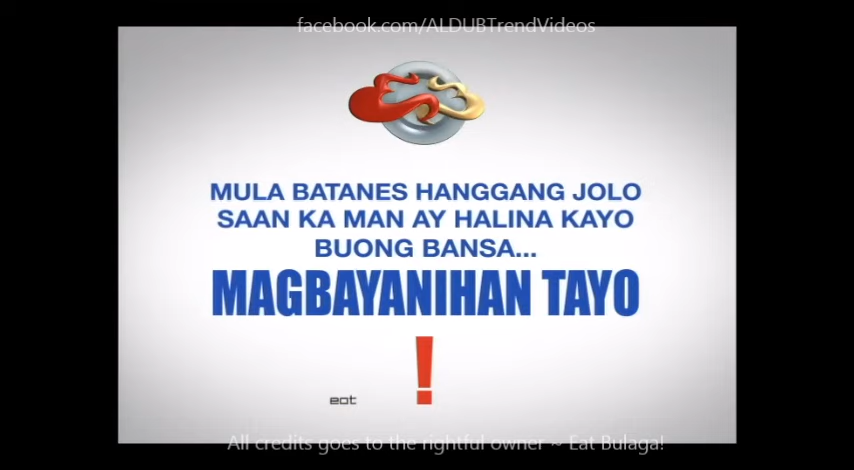 facebook.com/ALDUBTrendVideos
MULA BATANES HANGGANG JOLO
SAAN KA MAN AY HALINA KAYO
BUONG BANSA...
MAGBAYANIHAN TAYO
!
eat
All credits goes to the rightful owner ~ Eat Bulaga!